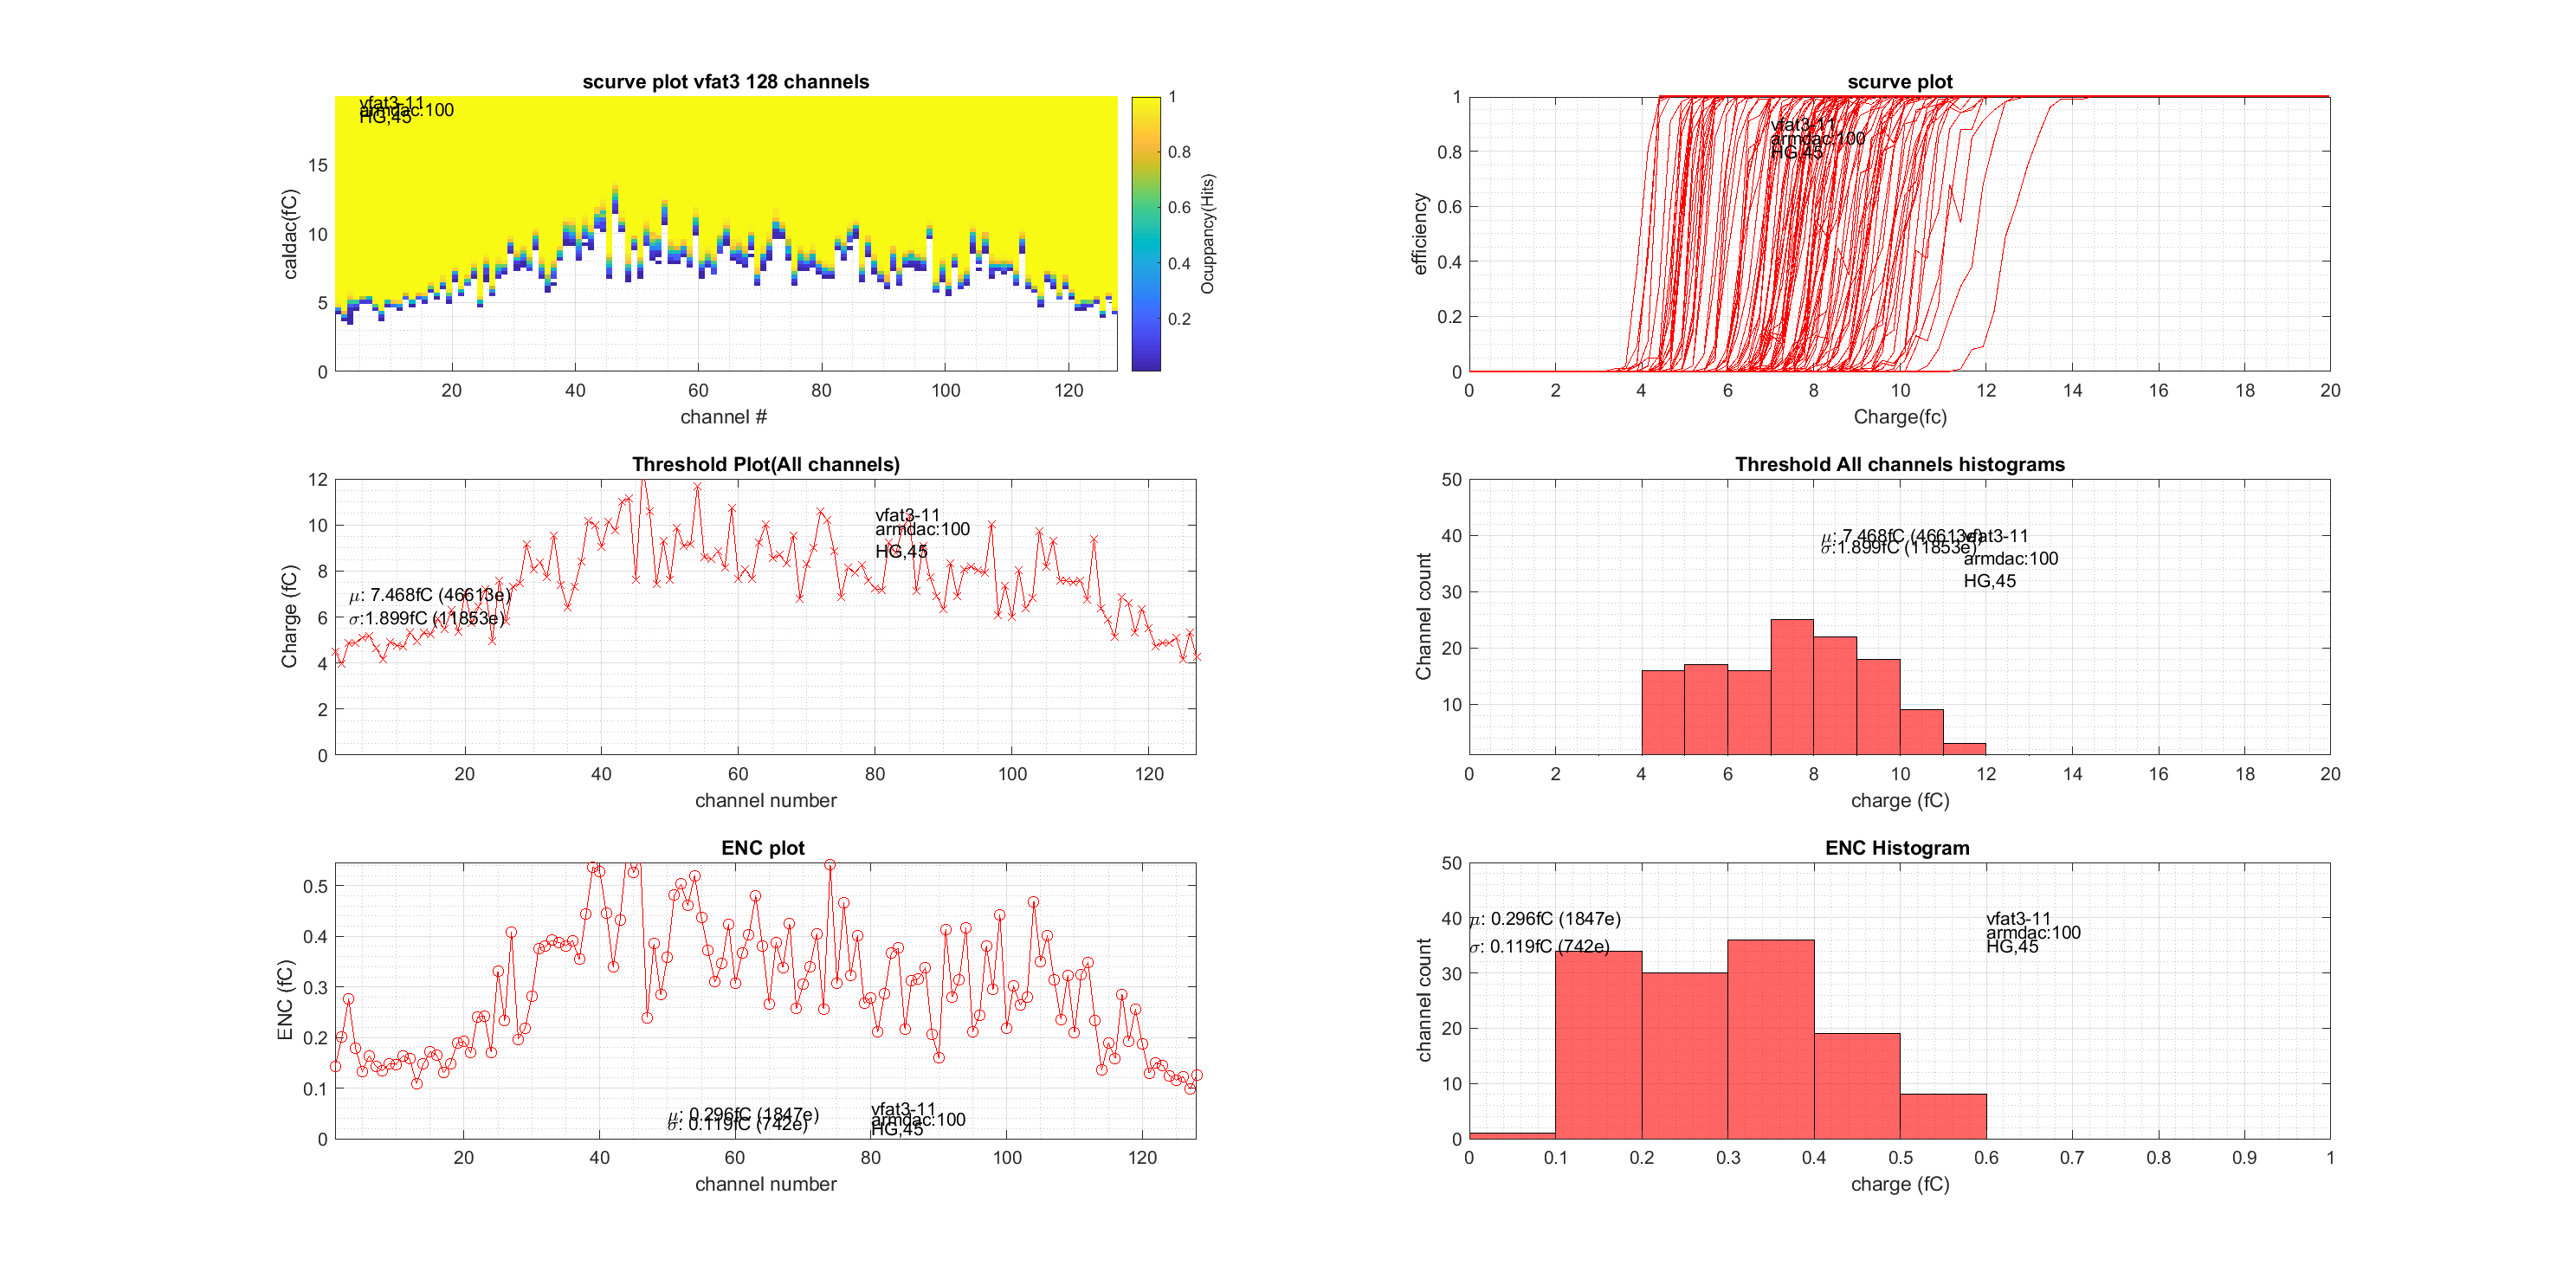 scurve plot vfat3 128 channels
vfat3-11
armdac:100
HG,45
caldac(fC)
15
10
5
0
20 40 60 80 100 120
channel #
1
0.8
0.6
0.4
0.2
Ocuppancy(Hits)
scurve plot
vfat3-11
armdac:100
HG,45
efficiency
1
0.8
0.6
0.4
0.2
0
0 2 4 6 8 10 12 14 16 18 20
Charge(fc)
Threshold Plot(All channels)
vfat3-11
armdac:100
HG,45
μ: 7.468fC (46613e)
σ:1.899fC (11853e)
Charge (fC)
12
10
8
6
4
2
0
20 40 60 80 100 120
channel number
Threshold All channels histograms
μ: 7.468fC (46613e)
σ:1.899fC (11853e)
vfat3-11
armdac:100
HG,45
Channel count
50
40
30
20
10
0 2 4 6 8 10 12 14 16 18 20
charge (fC)
ENC plot
ENC (fC)
0.5
0.4
0.3
0.2
0.1
0
μ: 0.296fC (1847e)
σ: 0.119fC (742e)
vfat3-11
armdac:100
HG,45
20 40 60 80 100 120
channel number
ENC Histogram
μ: 0.296fC (1847e)
σ: 0.119fC (742e)
vfat3-11
armdac:100
HG,45
channel count
50
40
30
20
10
0
0 0.1 0.2 0.3 0.4 0.5 0.6 0.7 0.8 0.9 1
charge (fC)